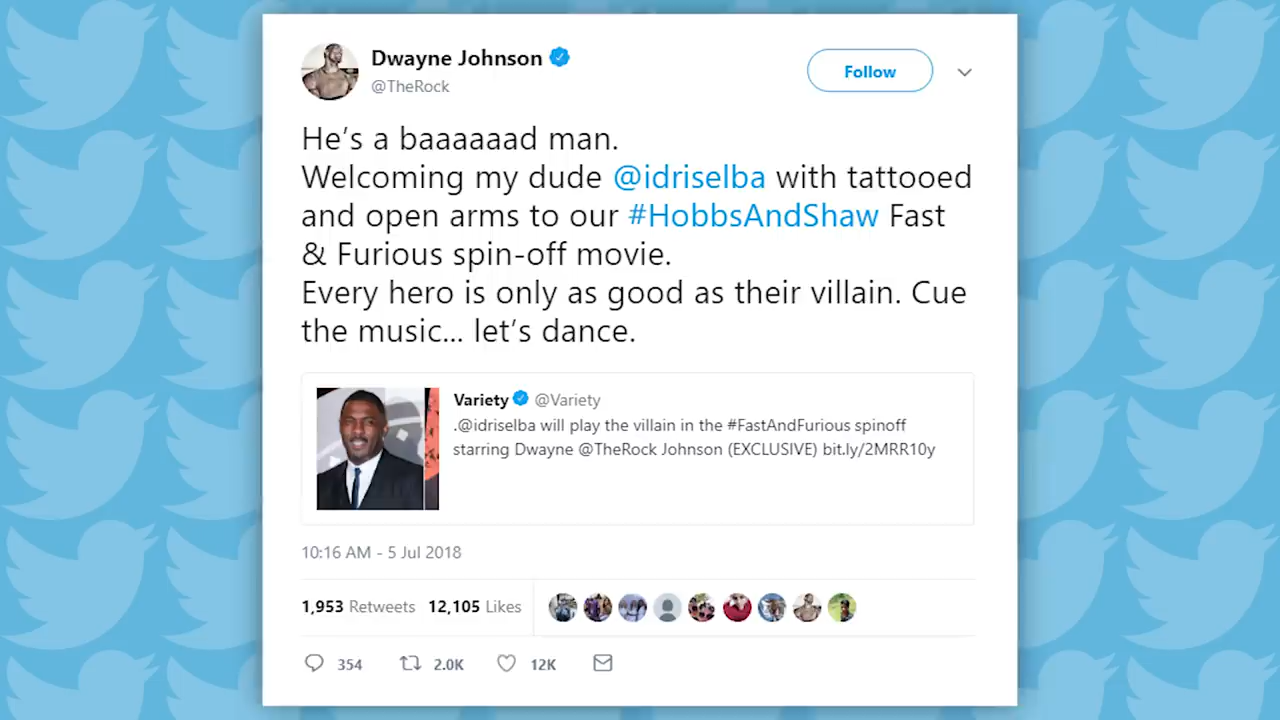 Dwayne Johnson
@TheRock
Follow
He's a baaaaaad man.
Welcoming my dude @idriselba with tattooed
and open arms to our #HobbsAndShaw Fast
& Furious spin-off movie.
Every hero is only as good as their villain. Cue
the music... let's dance.
Variety @Variety
.@idriselba will play the villain in the #FastAndFurious spinoff
starring Dwayne @TheRock Johnson (EXCLUSIVE) bit.ly/2MRR10y
10:16 AM - 5 Jul 2018
1,953 Retweets 12,105 Likes
354 2.0K 12K